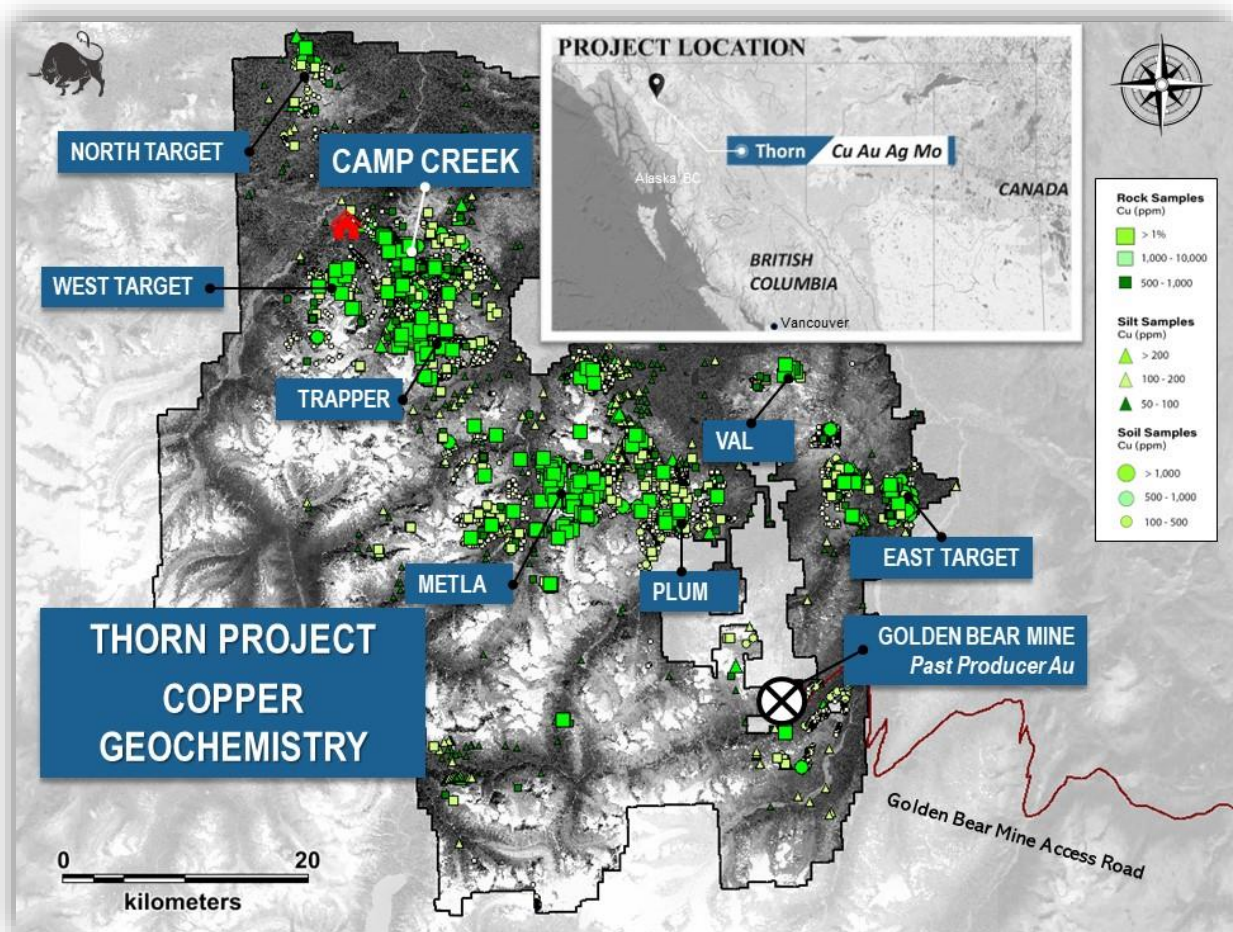 PROJECT LOCATION
Thorn
Cu Au Ag Mo
Alaska, BC
CANADA
BRITISH
COLUMBIA
Vancouver
NORTH TARGET
CAMP CREEK
WEST TARGET
TRAPPER
VAL
METLA
PLUM
EAST TARGET
GOLDEN BEAR MINE
Past Producer Au
THORN PROJECT
COPPER
GEOCHEMISTRY
Golden Bear Mine Access Road
0 20
kilometers
Rock Samples
Cu (ppm)
> 1%
1,000 - 10,000
500 - 1,000
Silt Samples
Cu (ppm)
> 200
100 - 200
50 - 100
Soil Samples
Cu (ppm)
> 1,000
500 - 1,000
100 - 500